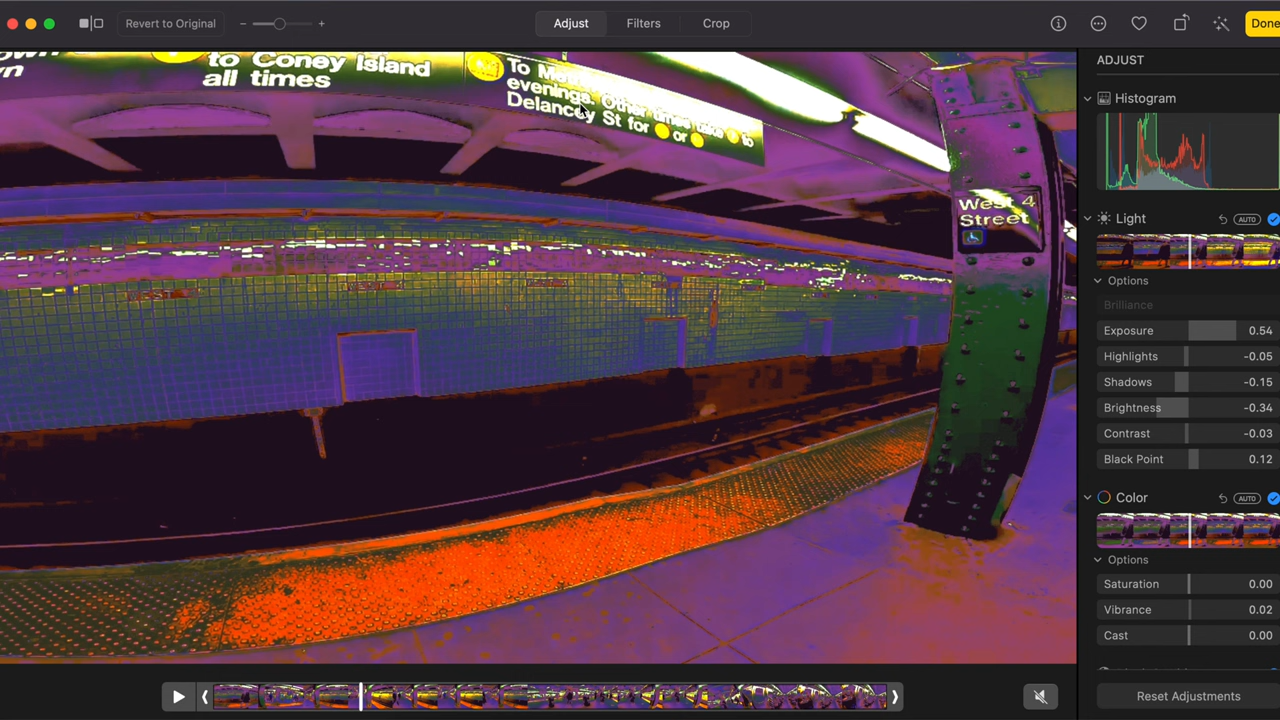 Revert to Original
Adjust
Filters
Crop
Done
own
to Coney Island
all times
To
evenings. Other times take to
Delancey St for or
West 4
Street
ADJUST
Histogram
Light
AUTO
Options
Brilliance
Exposure 0.54
Highlights -0.05
Shadows -0.15
Brightness -0.34
Contrast -0.03
Black Point 0.12
Color
AUTO
Options
Saturation 0.00
Vibrance 0.02
Cast 0.00
Reset Adjustments